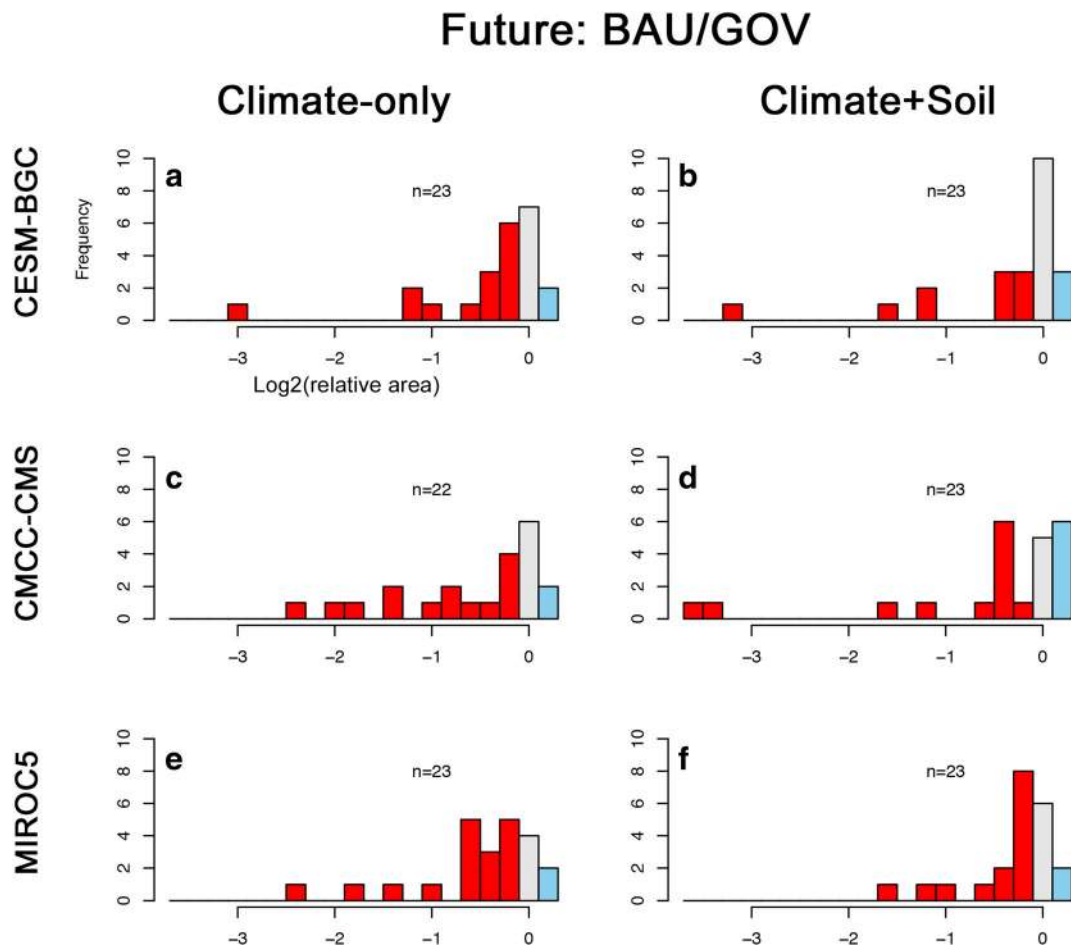 Future: BAU/GOV
Climate-only
Climate+Soil
CESM-BGC
a
n=23
Frequency
10
8
6
4
2
0
−3 −2 −1 0
Log2(relative area)
b
n=23
10
8
6
4
2
0
−3 −2 −1 0
CMCC-CMS
c
n=22
10
8
6
4
2
0
−3 −2 −1 0
d
n=23
10
8
6
4
2
0
−3 −2 −1 0
MIROC5
e
n=23
10
8
6
4
2
0
−3 −2 −1 0
f
n=23
10
8
6
4
2
0
−3 −2 −1 0